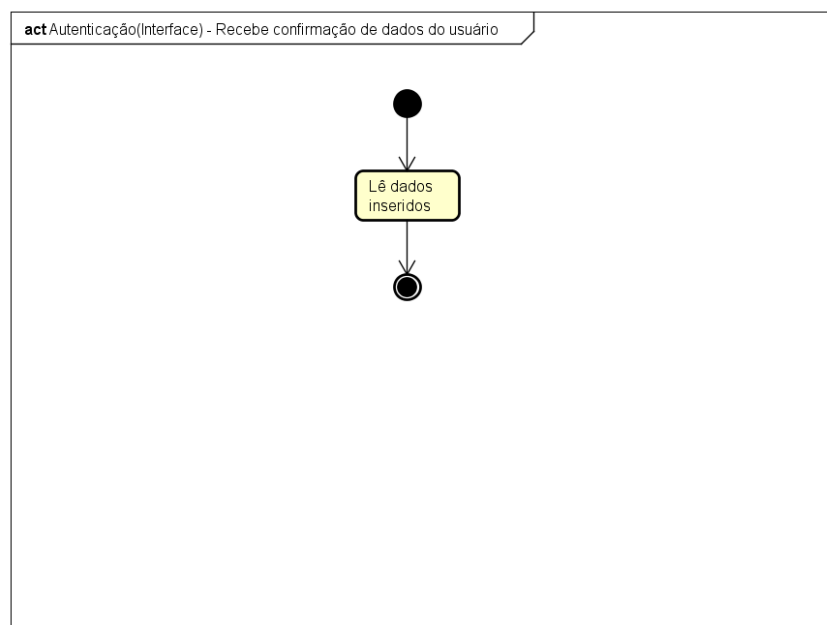 act Autenticação(Interface) - Recebe confirmação de dados do usuário
Lê dados
inseridos